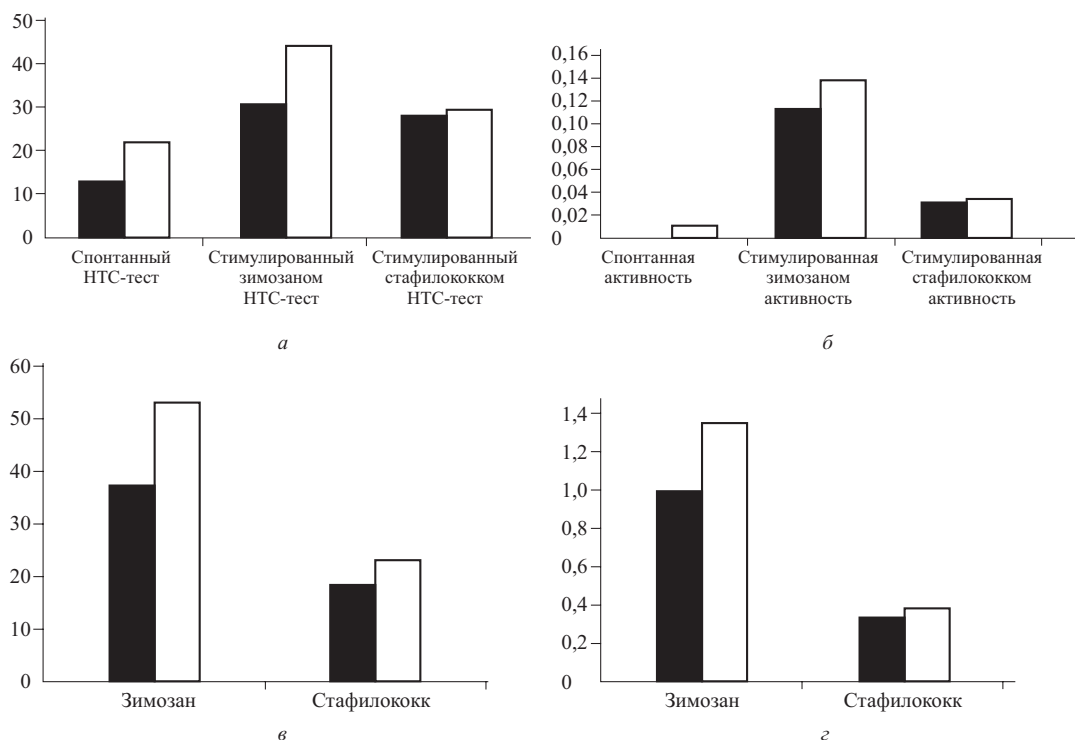 50
40
30
20
10
0
Спонтанный
НТС-тест
Стимулированный
зимозаном
НТС-тест
Стимулированный
стафилококком
НТС-тест
а
0,16
0,14
0,12
0,10
0,08
0,06
0,04
0,02
0
Спонтанная
активность
Стимулированная
зимозаном
активность
Стимулированная
стафилококком
активность
б
60
50
40
30
20
10
0
Зимозан
Стафилококк
в
1,4
1,2
1,0
0,8
0,6
0,4
0,2
0
Зимозан
Стафилококк
г